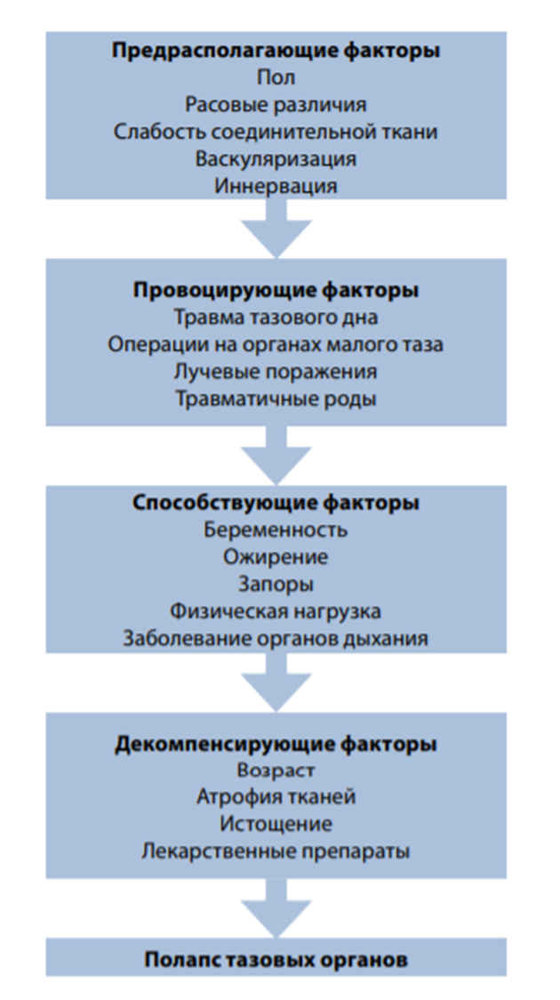 Предрасполагающие факторы
Пол
Расовые различия
Слабость соединительной ткани
Васкуляризация
Иннервация
Провоцирующие факторы
Травма тазового дна
Операции на органах малого таза
Лучевые поражения
Травматичные роды
Способствующие факторы
Беременность
Ожирение
Запоры
Физическая нагрузка
Заболевание органов дыхания
Декомпенсирующие факторы
Возраст
Атрофия тканей
Истощение
Лекарственные препараты
Полапс тазовых органов